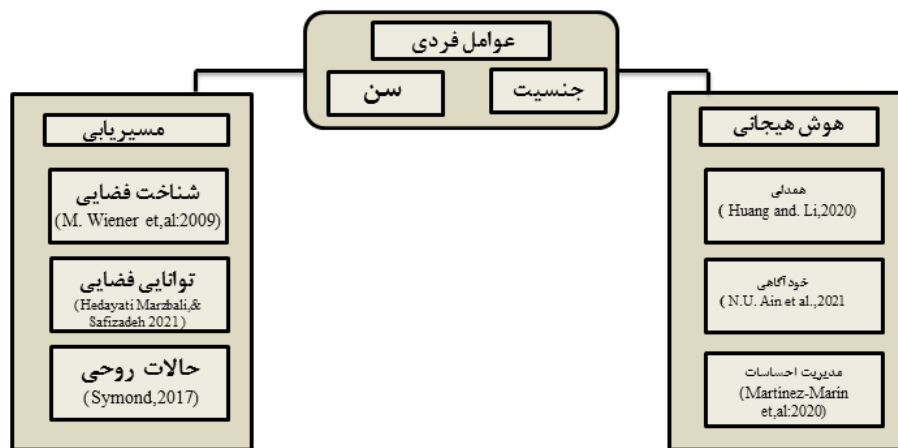 عوامل فردی
جنسیت
سن
هوش هیجانی
همدلی
( Huang and. Li,2020)
خودآگاهی
( N.U. Ain et al.,2021
مدیریت احساسات
(Martinez-Marin
et,al:2020)
مسیریابی
شناخت فضایی
(M. Wiener et,al:2009)
توانایی فضایی
(Hedayati Marzbali,&
Safizadeh 2021)
حالات روحی
(Symond,2017)